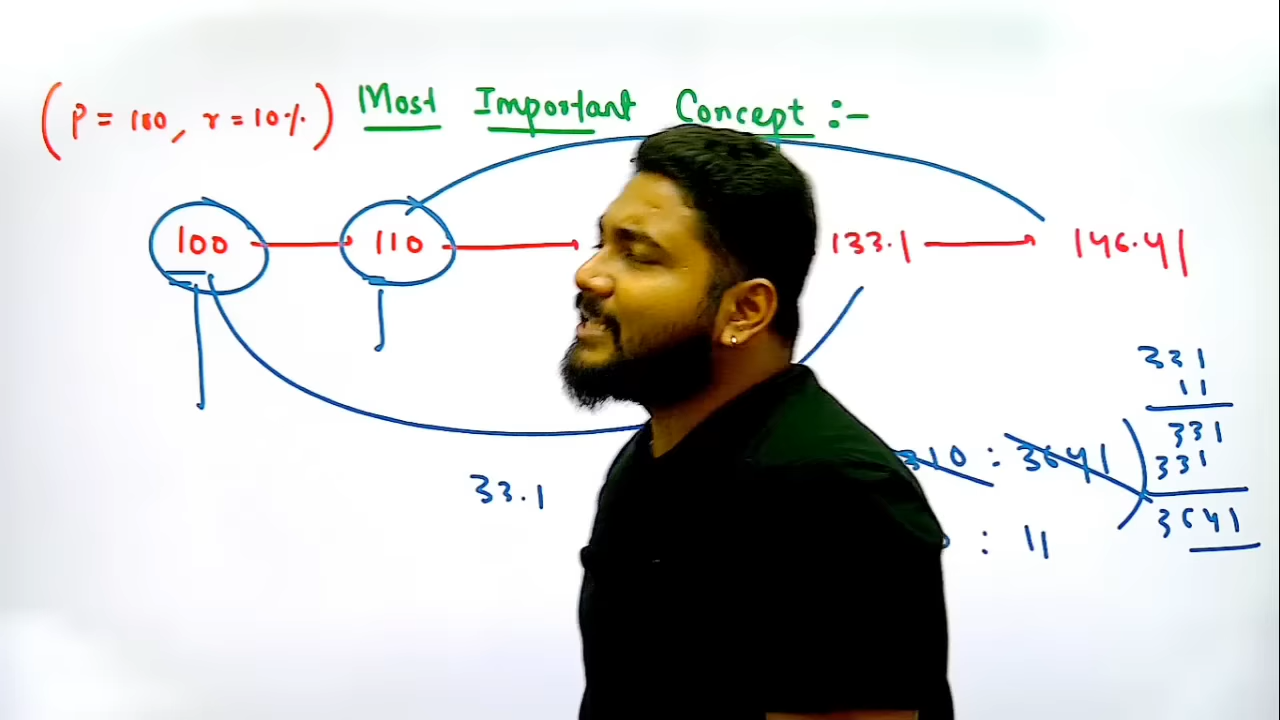 (P = 100, r = 10%) Most Important Concept :-
100 → 110 → 133.1 → 146.41
331
11
331
331
3641
310 : 3641
: 11
33.1